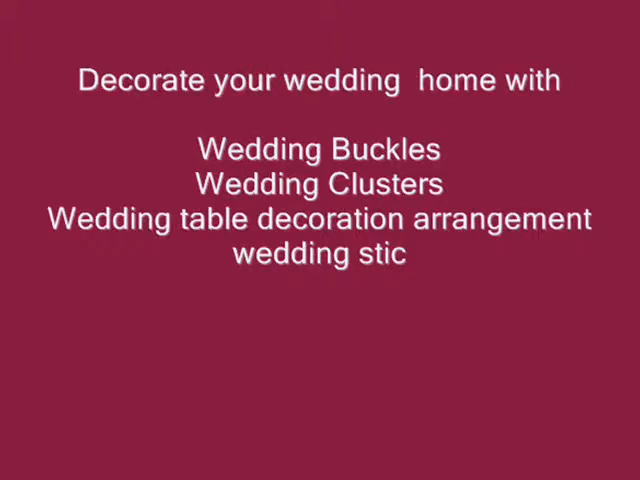 Decorate your wedding  home with
Wedding Buckles
Wedding Clusters
Wedding table decoration arrangement
wedding stic